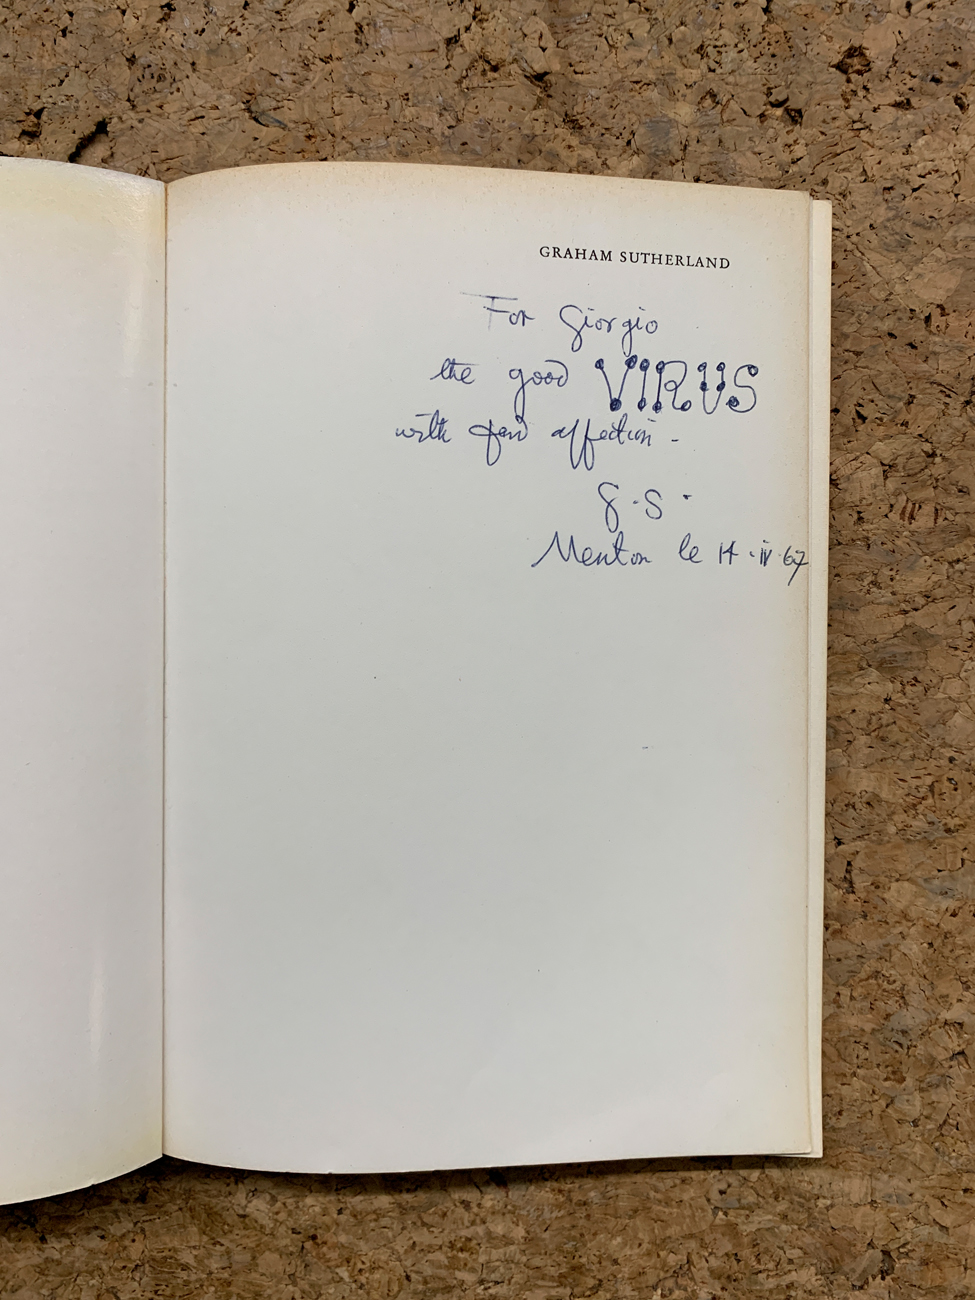 GRAHAM SUTHERLAND
For Giorgio
the good VIRUS
with affection -
G.S.
Menton le 14.iv.67